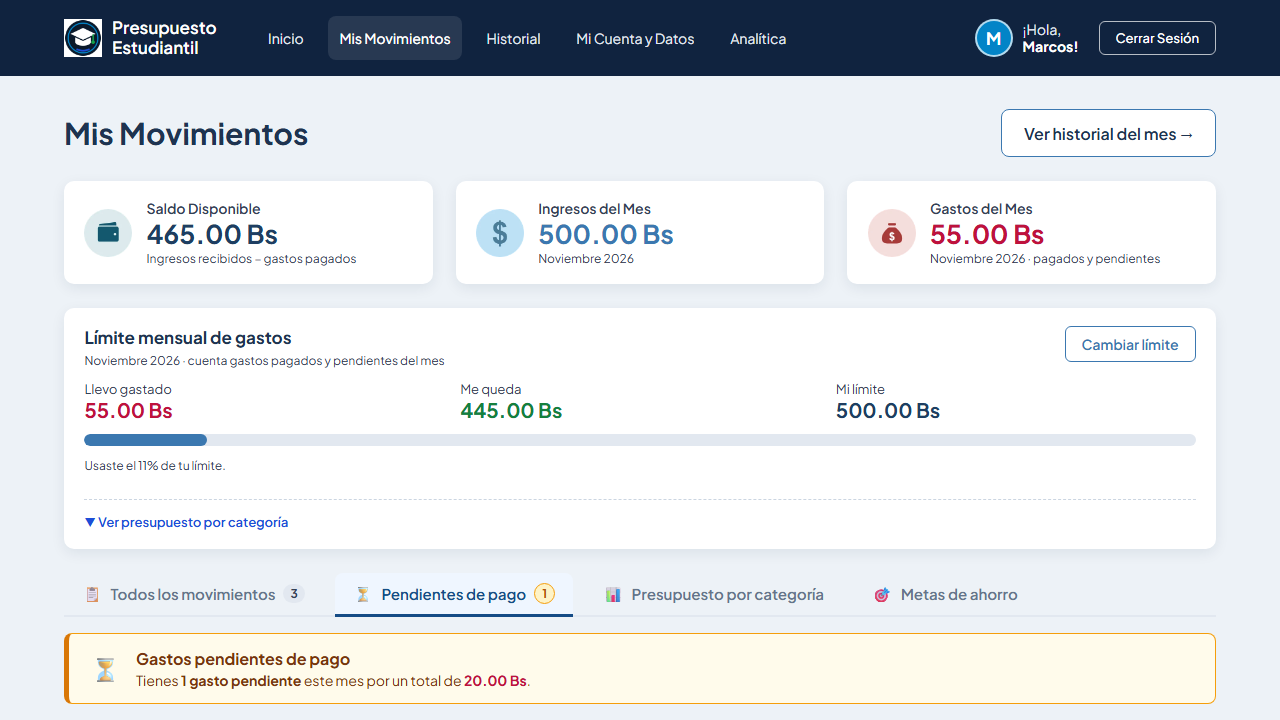 Presupuesto
Estudiantil
Inicio
Mis Movimientos
Historial
Mi Cuenta y Datos
Analítica
M
¡Hola,
Marcos!
Cerrar Sesión
Mis Movimientos
Ver historial del mes →
Saldo Disponible
465.00 Bs
Ingresos recibidos – gastos pagados
$
Ingresos del Mes
500.00 Bs
Noviembre 2026
$
Gastos del Mes
55.00 Bs
Noviembre 2026 · pagados y pendientes
Límite mensual de gastos
Noviembre 2026 · cuenta gastos pagados y pendientes del mes
Cambiar límite
Llevo gastado
55.00 Bs
Me queda
445.00 Bs
Mi límite
500.00 Bs
Usaste el 11% de tu límite.
▼ Ver presupuesto por categoría
Todos los movimientos 3
Pendientes de pago 1
Presupuesto por categoría
Metas de ahorro
Gastos pendientes de pago
Tienes 1 gasto pendiente este mes por un total de 20.00 Bs.